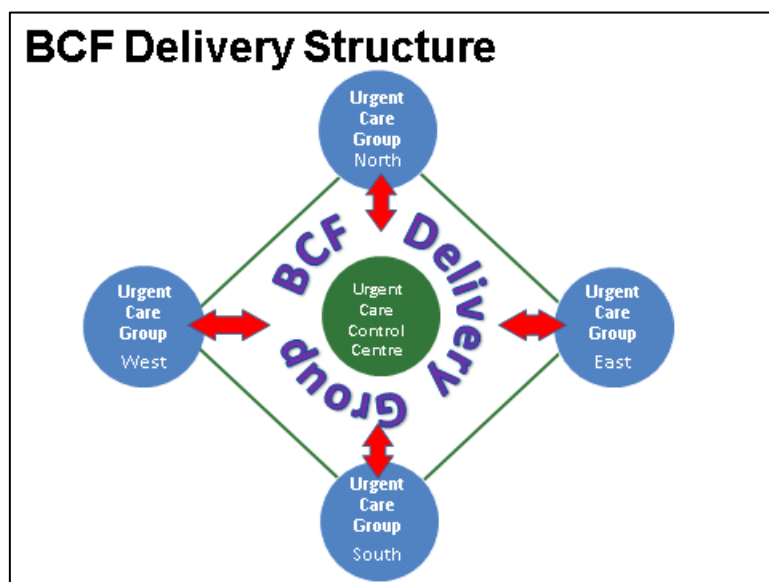 BCF Delivery Structure
Urgent
Care
Group
North
BCF Delivery Group
Urgent
Care
Group
West
Urgent
Care
Control
Centre
Urgent
Care
Group
East
Urgent
Care
Group
South